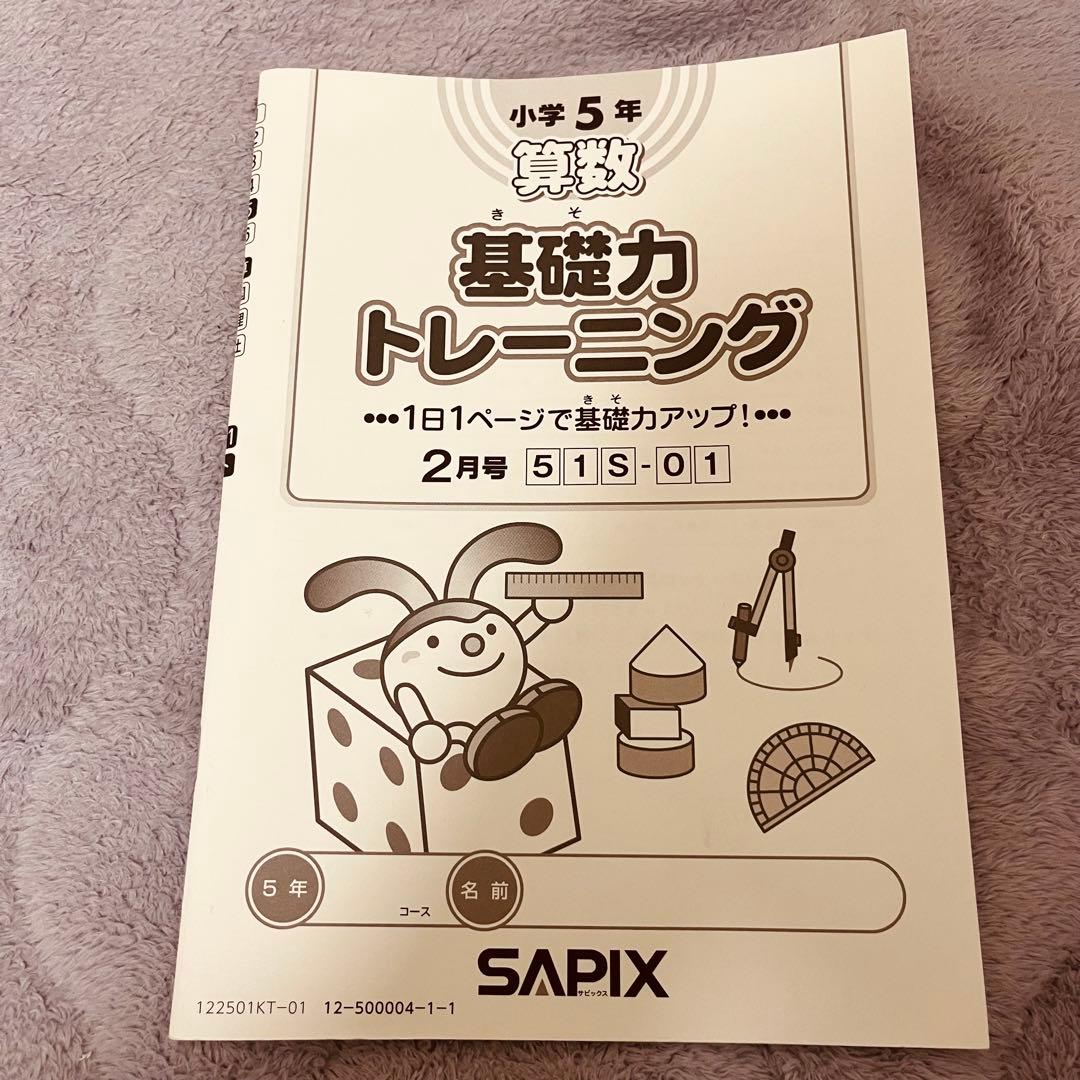 小学5年
算数
きそ
基礎力
トレーニング
きそ
•••1日1ページで基礎力アップ!•••
2月号 51S-01
5年
コース
名前
SAPIX
サピックス
122501KT-01 12-500004-1-1